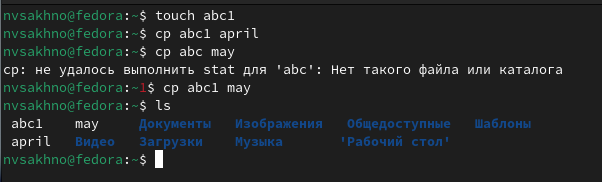 nvsakhno@fedora:~$ touch abc1
nvsakhno@fedora:~$ cp abc1 april
nvsakhno@fedora:~$ cp abc may
cp: не удалось выполнить stat для 'abc': Нет такого файла или каталога
nvsakhno@fedora:~1$ cp abc1 may
nvsakhno@fedora:~$ ls
abc1 may Документы Изображения Общедоступные Шаблоны
april Видео Загрузки Музыка 'Рабочий стол'
nvsakhno@fedora:~$